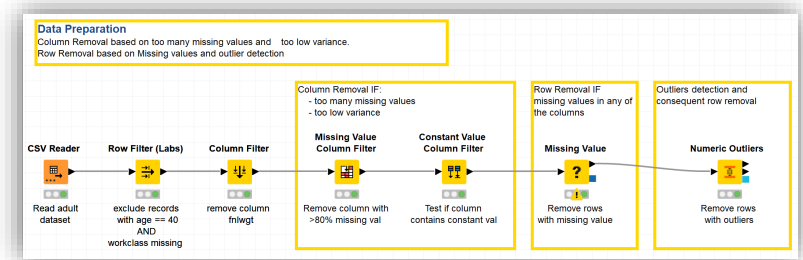 Data Preparation
Column Removal based on too many missing values and too low variance.
Row Removal based on Missing values and outlier detection
Column Removal IF:
- too many missing values
- too low variance
Row Removal IF
missing values in any of
the columns
Outliers detection and
consequent row removal
CSV Reader
Read adult
dataset
Row Filter (Labs)
exclude records
with age == 40
AND
workclass missing
Column Filter
remove column
fnlwgt
Missing Value
Column Filter
Remove column with
>80% missing val
Constant Value
Column Filter
Test if column
contains constant val
Missing Value
?
Remove rows
with missing value
Numeric Outliers
Remove rows
with outliers